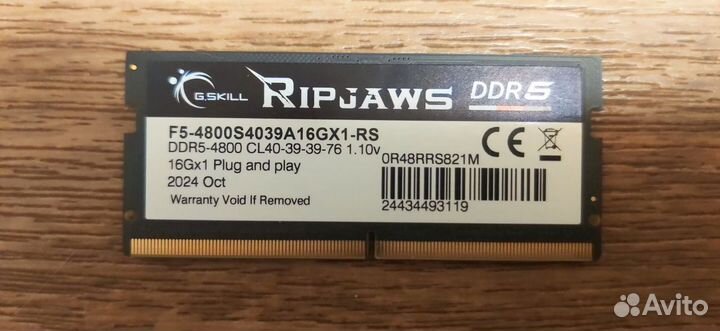 G.SKILL RIPJAWS DDR5
F5-4800S4039A16GX1-RS
DDR5-4800 CL40-39-39-76 1.10v
16Gx1 Plug and play
2024 Oct
Warranty Void If Removed
CE
0R48RRS821M
24434493119
Avito